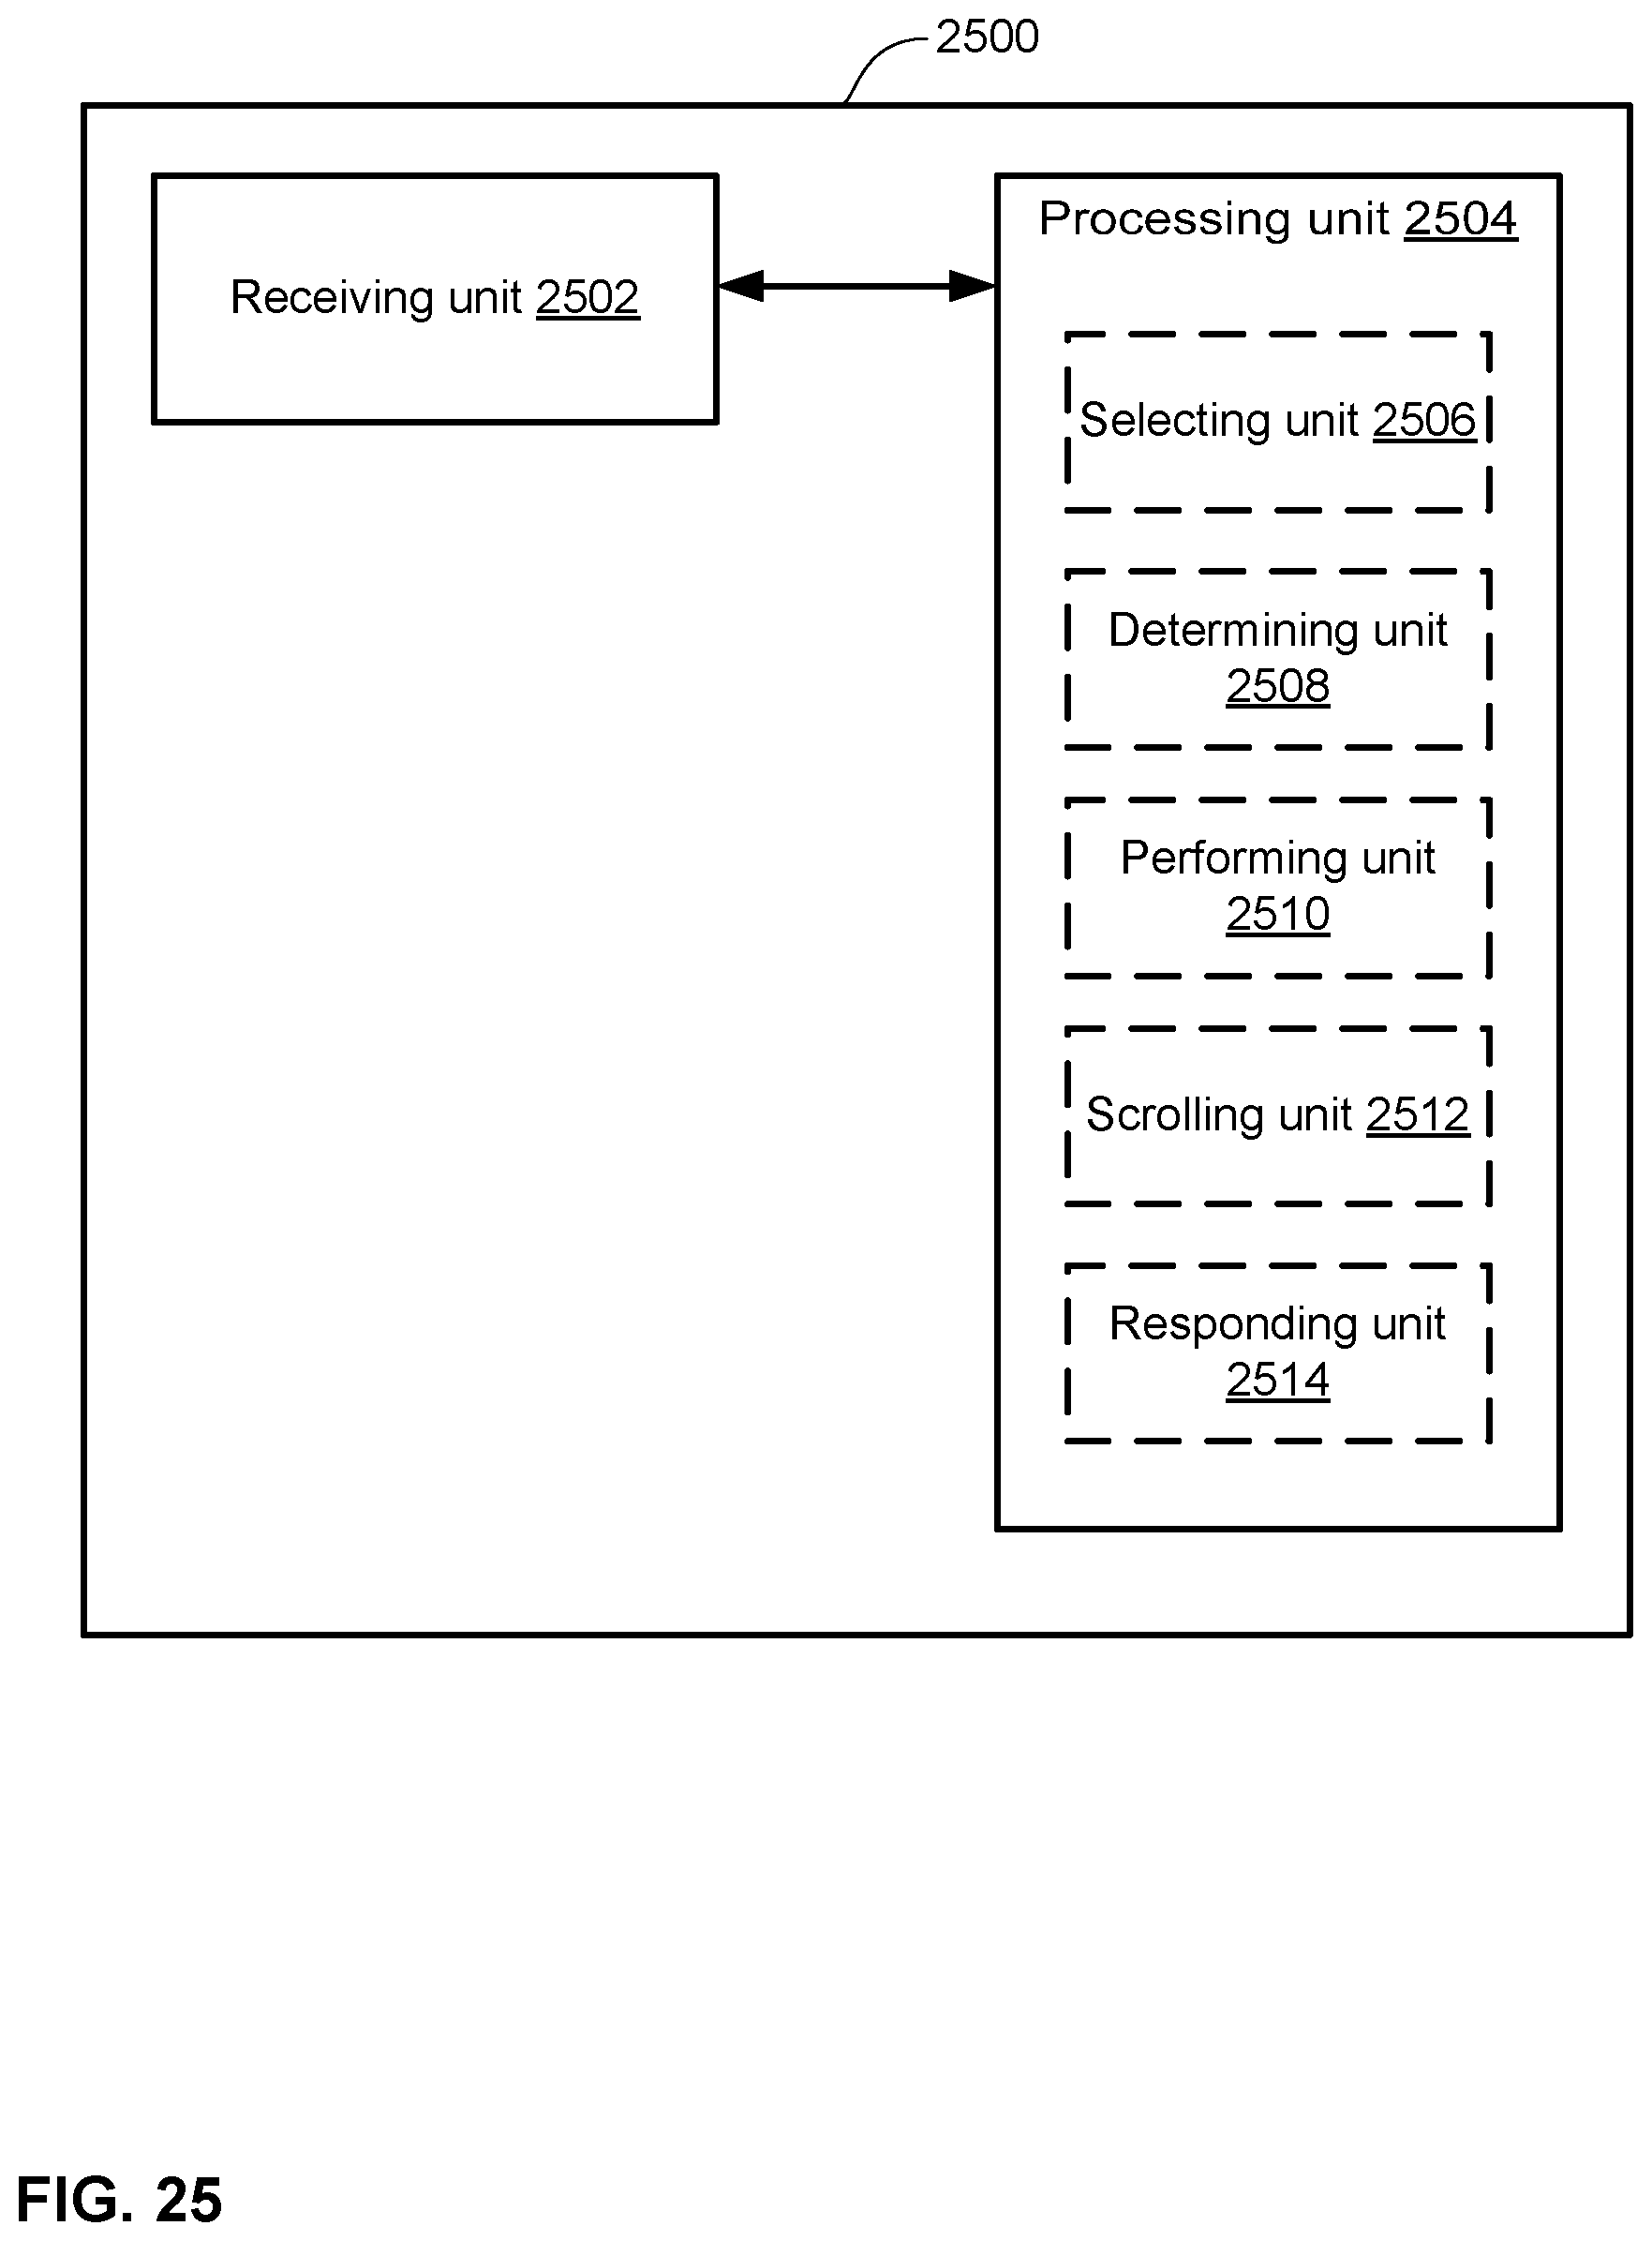 2500
Receiving unit 2502
Processing unit 2504
Selecting unit 2506
Determining unit
2508
Performing unit
2510
Scrolling unit 2512
Responding unit
2514
FIG. 25